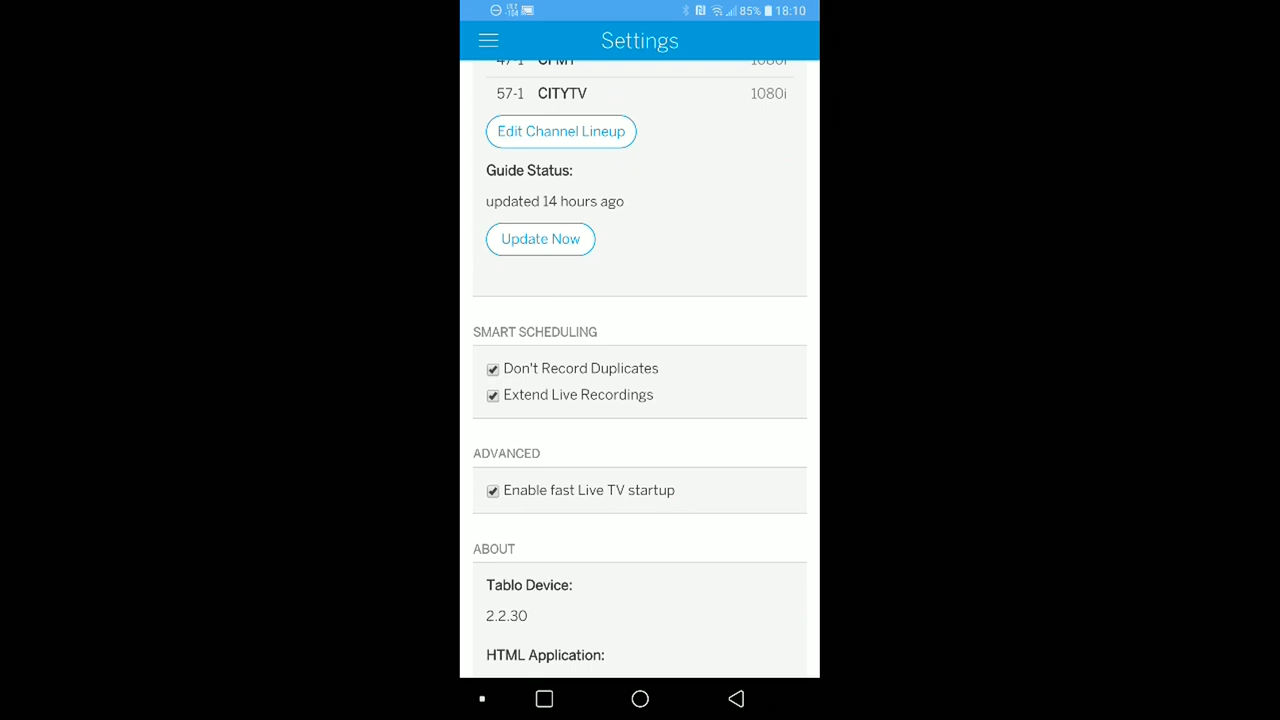 85% 18:10
Settings
57-1 CITYTV 1080i
Edit Channel Lineup
Guide Status:
updated 14 hours ago
Update Now
SMART SCHEDULING
Don't Record Duplicates
Extend Live Recordings
ADVANCED
Enable fast Live TV startup
ABOUT
Tablo Device:
2.2.30
HTML Application: